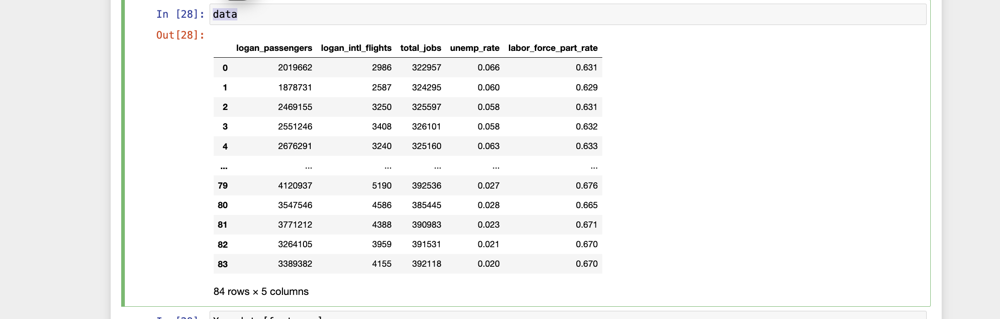 In [28]: data
Out[28]:
logan_passengers logan_intl_flights total_jobs unemp_rate labor_force_part_rate
0 2019662 2986 322957 0.066 0.631
1 1878731 2587 324295 0.060 0.629
2 2469155 3250 325597 0.058 0.631
3 2551246 3408 326101 0.058 0.632
4 2676291 3240 325160 0.063 0.633
... ... ... ... ... ...
79 4120937 5190 392536 0.027 0.676
80 3547546 4586 385445 0.028 0.665
81 3771212 4388 390983 0.023 0.671
82 3264105 3959 391531 0.021 0.670
83 3389382 4155 392118 0.020 0.670
84 rows × 5 columns